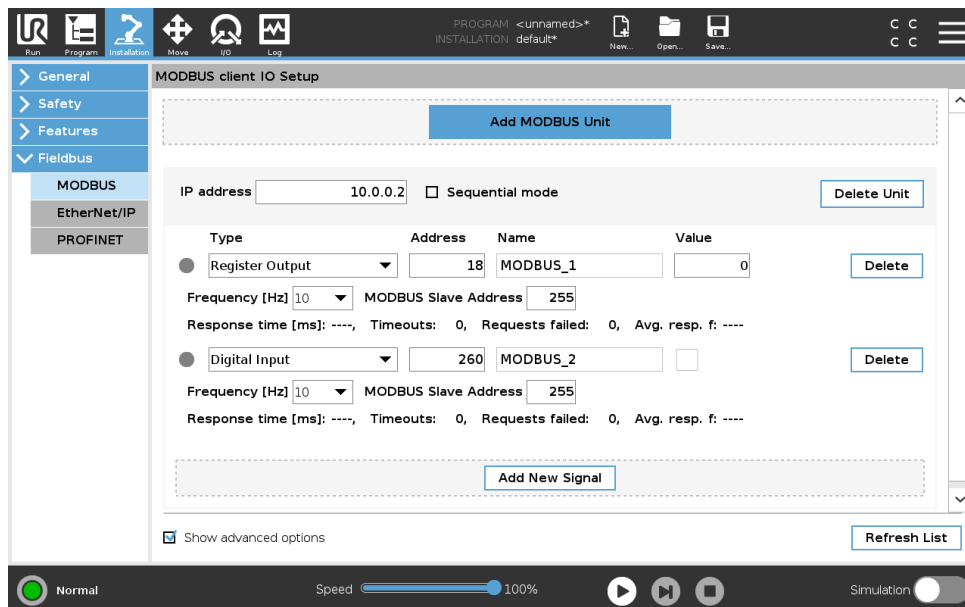 PROGRAM <unnamed>*
INSTALLATION default*
Run Program Installation Move I/O Log New... Open... Save...
C C
C C
General
Safety
Features
Fieldbus
MODBUS
EtherNet/IP
PROFINET
MODBUS client IO Setup
Add MODBUS Unit
IP address 10.0.0.2 Sequential mode Delete Unit
Type Address Name Value
Register Output 18 MODBUS_1 0 Delete
Frequency [Hz] 10 MODBUS Slave Address 255
Response time [ms]: ----, Timeouts: 0, Requests failed: 0, Avg. resp. f: ----
Digital Input 260 MODBUS_2 Delete
Frequency [Hz] 10 MODBUS Slave Address 255
Response time [ms]: ----, Timeouts: 0, Requests failed: 0, Avg. resp. f: ----
Add New Signal
Show advanced options Refresh List
Normal Speed 100% Simulation